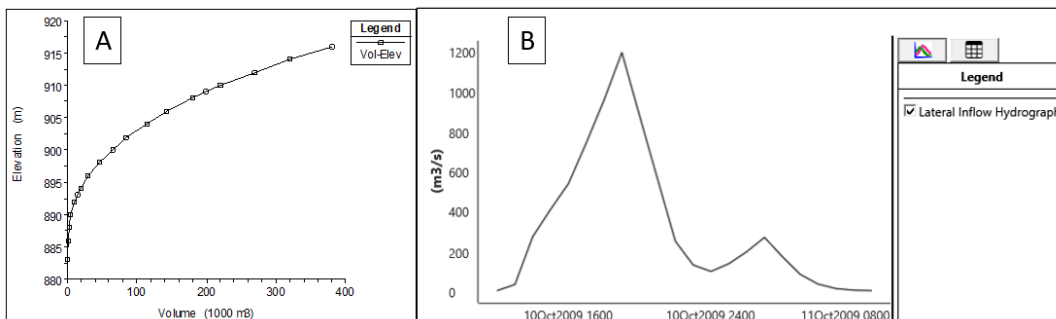 A
Legend
Vol-Elev
Elevation (m)
920
915
910
905
900
895
890
885
880
0
100
200
300
400
Volume (1000 m3)
B
(m3/s)
1200
1000
800
600
400
200
0
10Oct2009 1600
10Oct2009 2400
11Oct2009 0800
Legend
Lateral Inflow Hydrograph